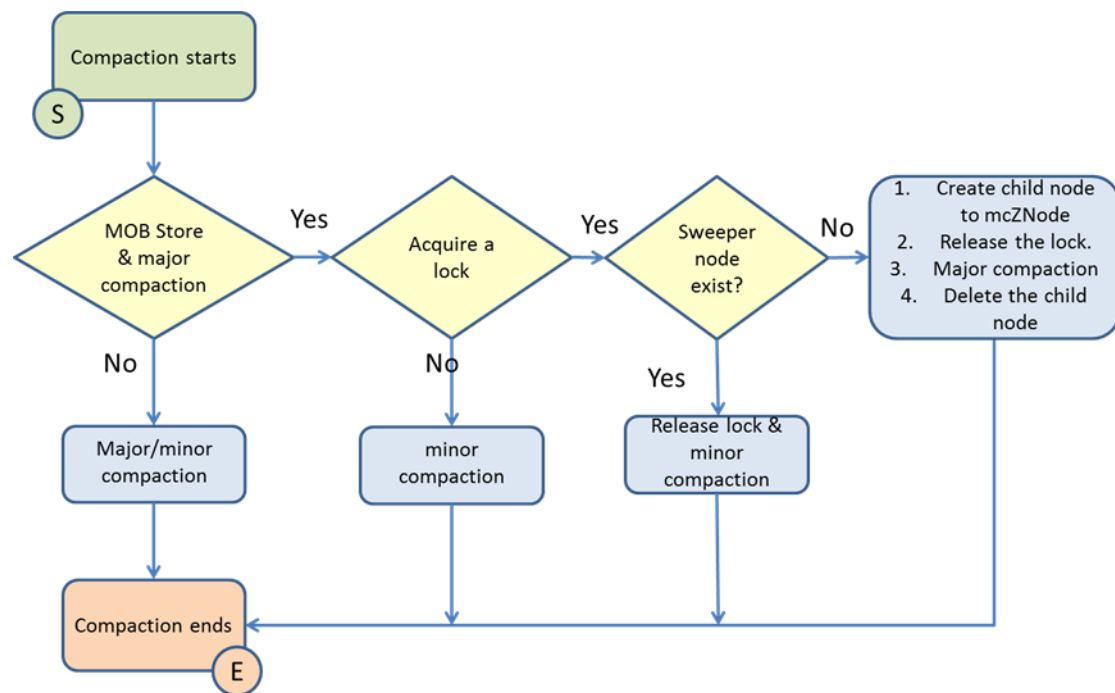 Compaction starts
S
MOB Store
& major
compaction
Yes
Acquire a
lock
Yes
Sweeper
node
exist?
No
1. Create child node
to mcZNode
2. Release the lock.
3. Major compaction
4. Delete the child
node
No
No
Yes
Major/minor
compaction
minor
compaction
Release lock &
minor
compaction
Compaction ends
E